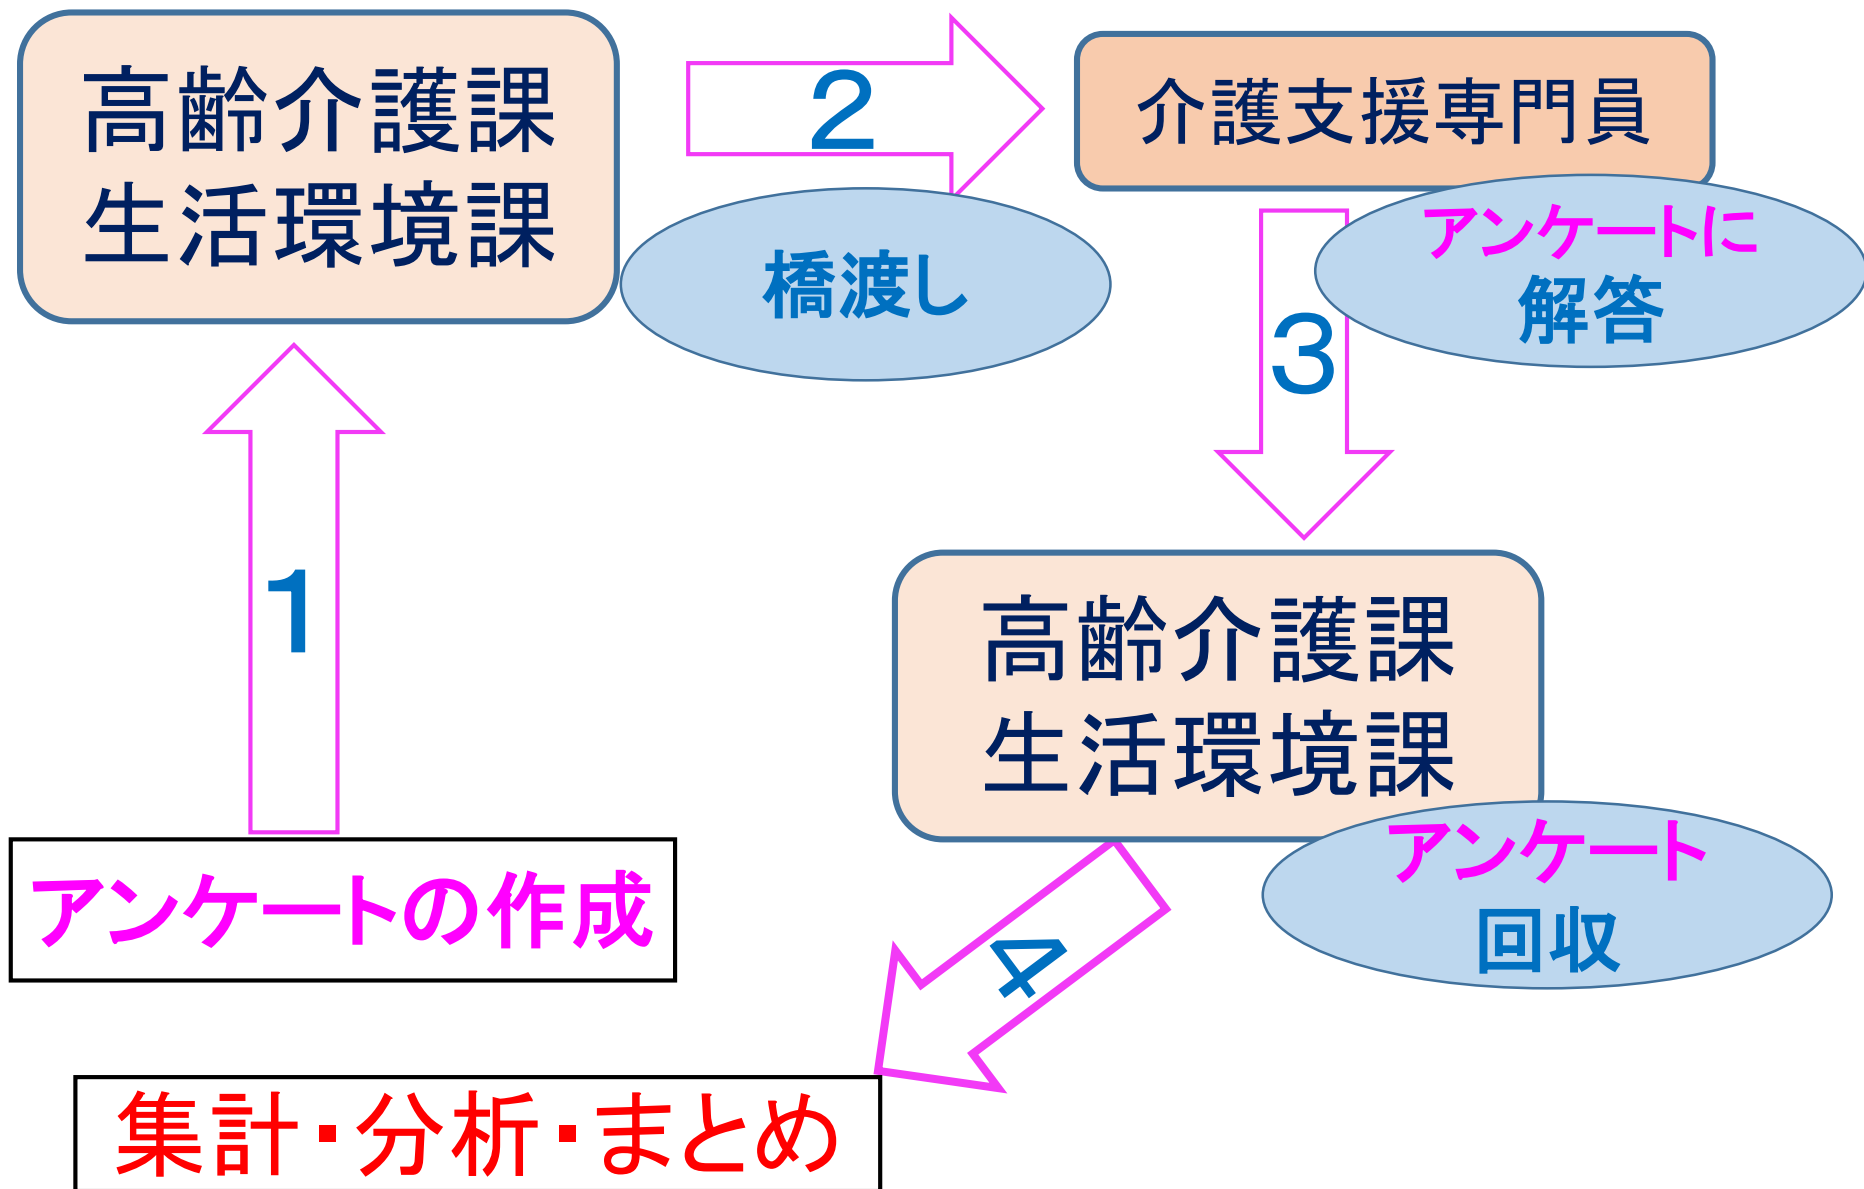 高齢介護課
生活環境課
２
介護支援専門員
橋渡し
アンケートに
解答
３
１
高齢介護課
生活環境課
アンケート
回収
アンケートの作成
４
集計・分析・まとめ